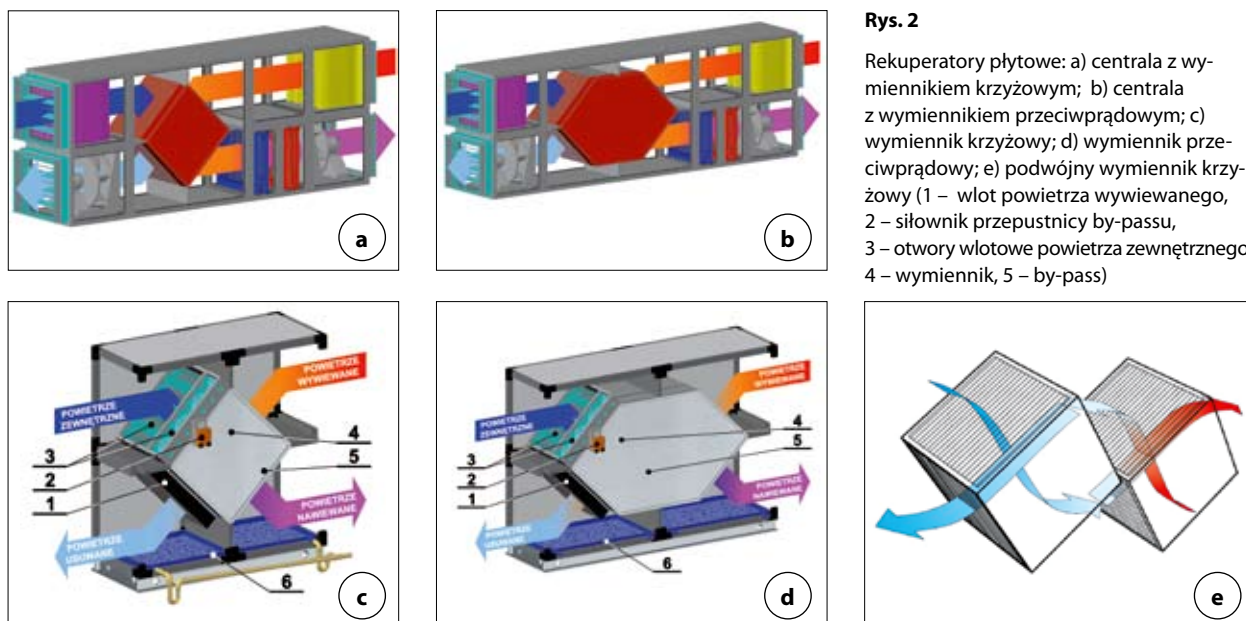 Rys. 2
Rekuperatory płytowe: a) centrala z wy-
miennikiem krzyżowym; b) centrala
z wymiennikiem przeciwprądowym; c)
wymiennik krzyżowy; d) wymiennik prze-
ciwprądowy; e) podwójny wymiennik krzy-
żowy (1 – wlot powietrza wywiewanego,
2 – siłownik przepustnicy by-passu,
3 – otwory wlotowe powietrza zewnętrznego
4 – wymiennik, 5 – by-pass)
a
b
POWIETRZE
WYWIEWANE
POWIETRZE
ZEWNĘTRZNE
3
2
1
4
5
POWIETRZE
NAWIEWANE
POWIETRZE
USUWANE
6
c
POWIETRZE
WYWIEWANE
POWIETRZE
ZEWNĘTRZNE
3
2
1
4
5
POWIETRZE
NAWIEWANE
POWIETRZE
USUWANE
6
d
e